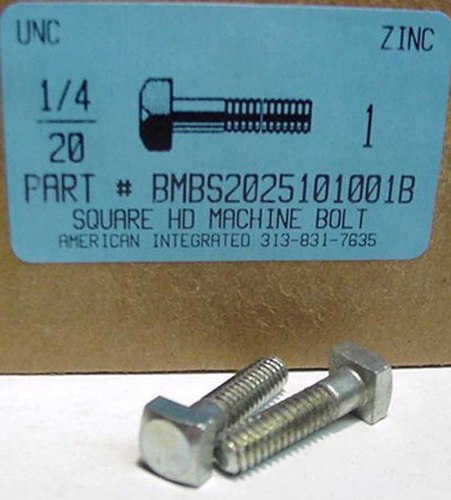 UNC ZINC
1/4
20
1
PART # BMBS2025101001B
SQUARE HD MACHINE BOLT
AMERICAN INTEGRATED 313-831-7635